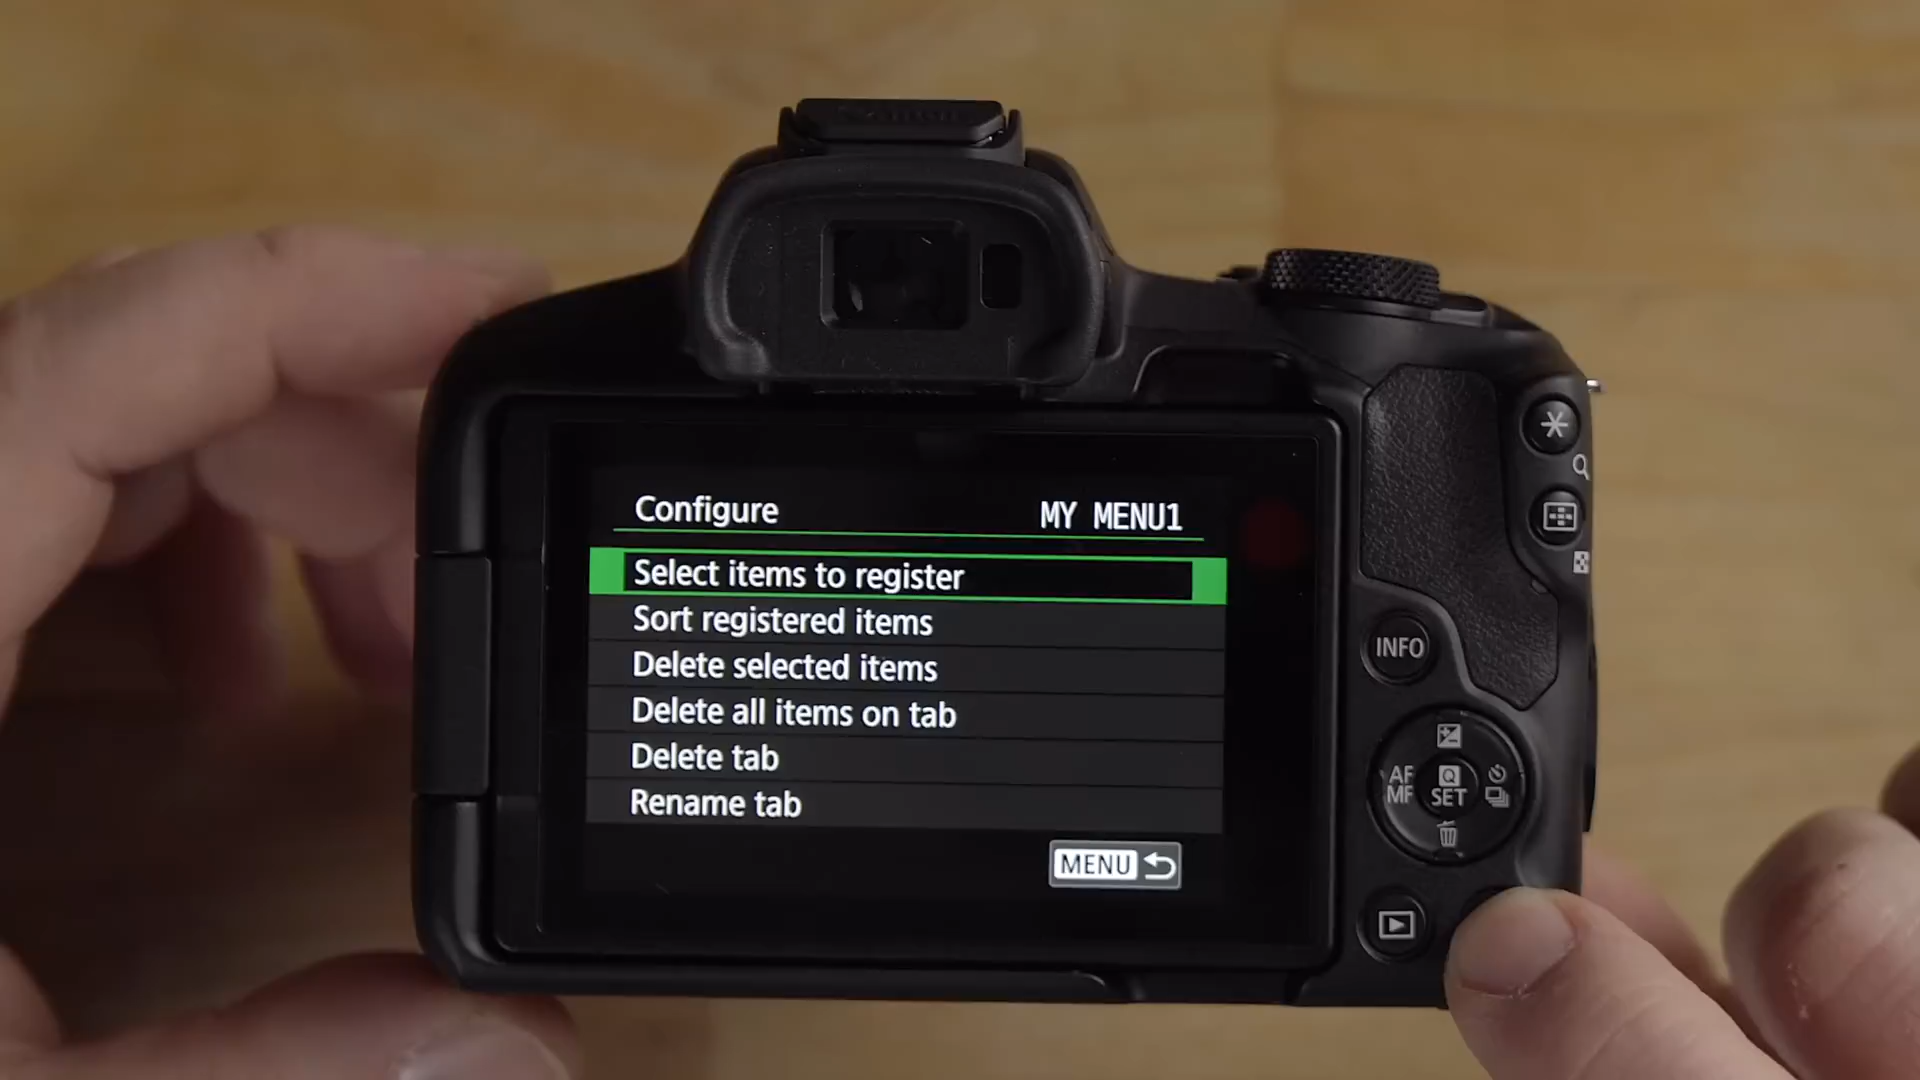 Configure MY MENU1
Select items to register
Sort registered items
Delete selected items
Delete all items on tab
Delete tab
Rename tab
MENU
INFO
AF
MF
Q
SET